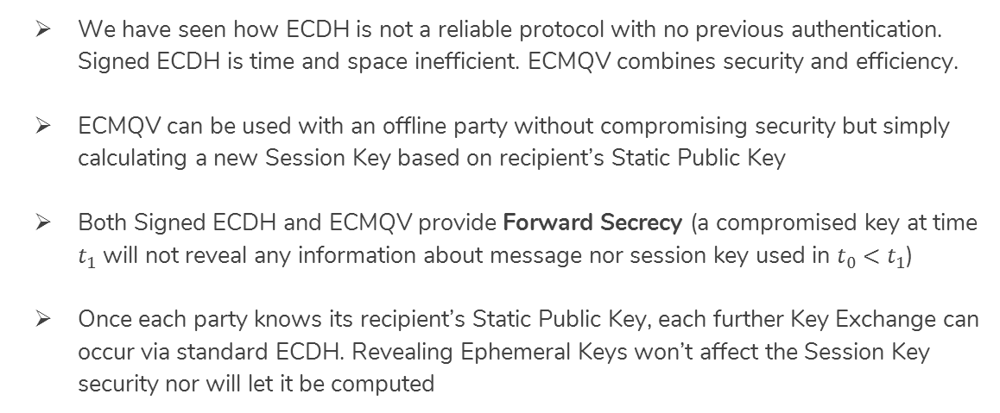 ➢ We have seen how ECDH is not a reliable protocol with no previous authentication.
Signed ECDH is time and space inefficient. ECMQV combines security and efficiency.
➢ ECMQV can be used with an offline party without compromising security but simply
calculating a new Session Key based on recipient's Static Public Key
➢ Both Signed ECDH and ECMQV provide Forward Secrecy (a compromised key at time
t₁ will not reveal any information about message nor session key used in t₀ < t₁)
➢ Once each party knows its recipient's Static Public Key, each further Key Exchange can
occur via standard ECDH. Revealing Ephemeral Keys won't affect the Session Key
security nor will let it be computed